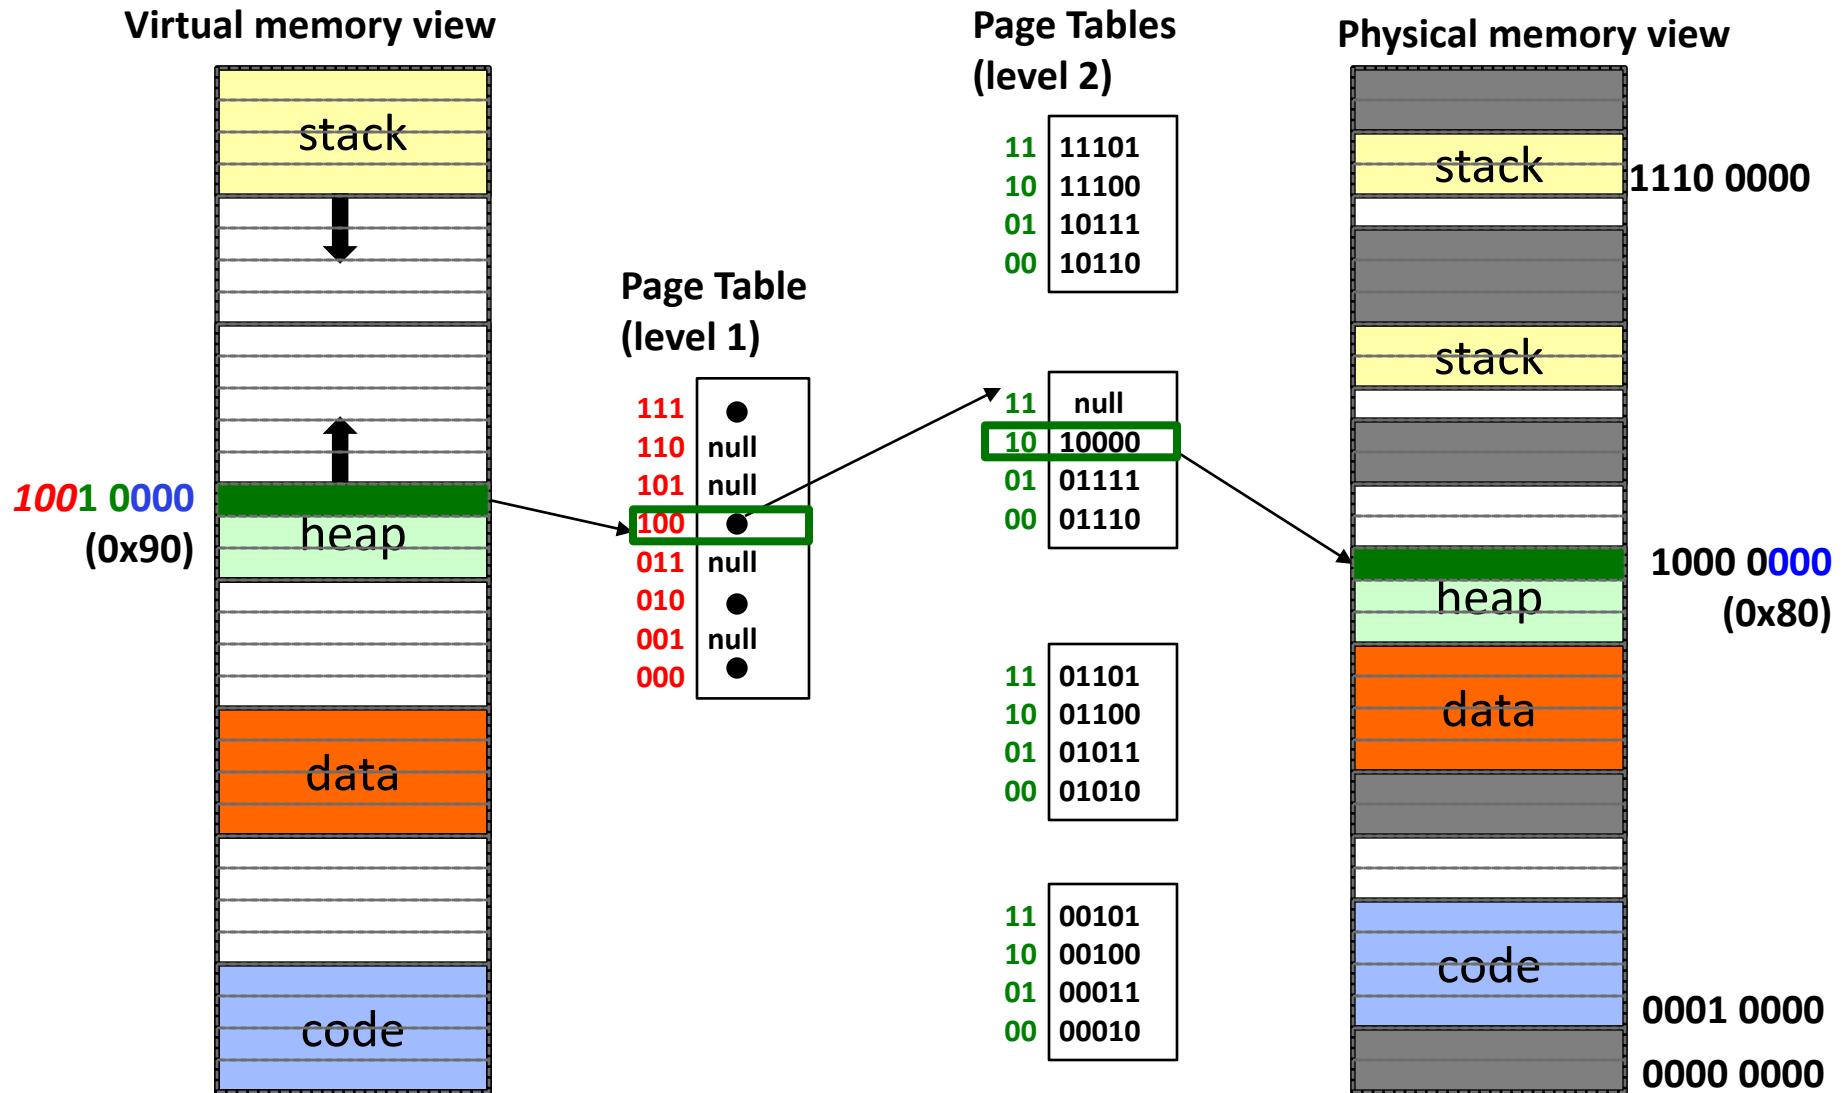 Virtual memory view
stack
heap
data
code
1001 0000
(0x90)
Page Table
(level 1)
111
110 null
101 null
100
011 null
010
001 null
000
Page Tables
(level 2)
11 11101
10 11100
01 10111
00 10110
11 null
10 10000
01 01111
00 01110
11 01101
10 01100
01 01011
00 01010
11 00101
10 00100
01 00011
00 00010
Physical memory view
stack
1110 0000
stack
1000 0000
(0x80)
heap
data
code
0001 0000
0000 0000